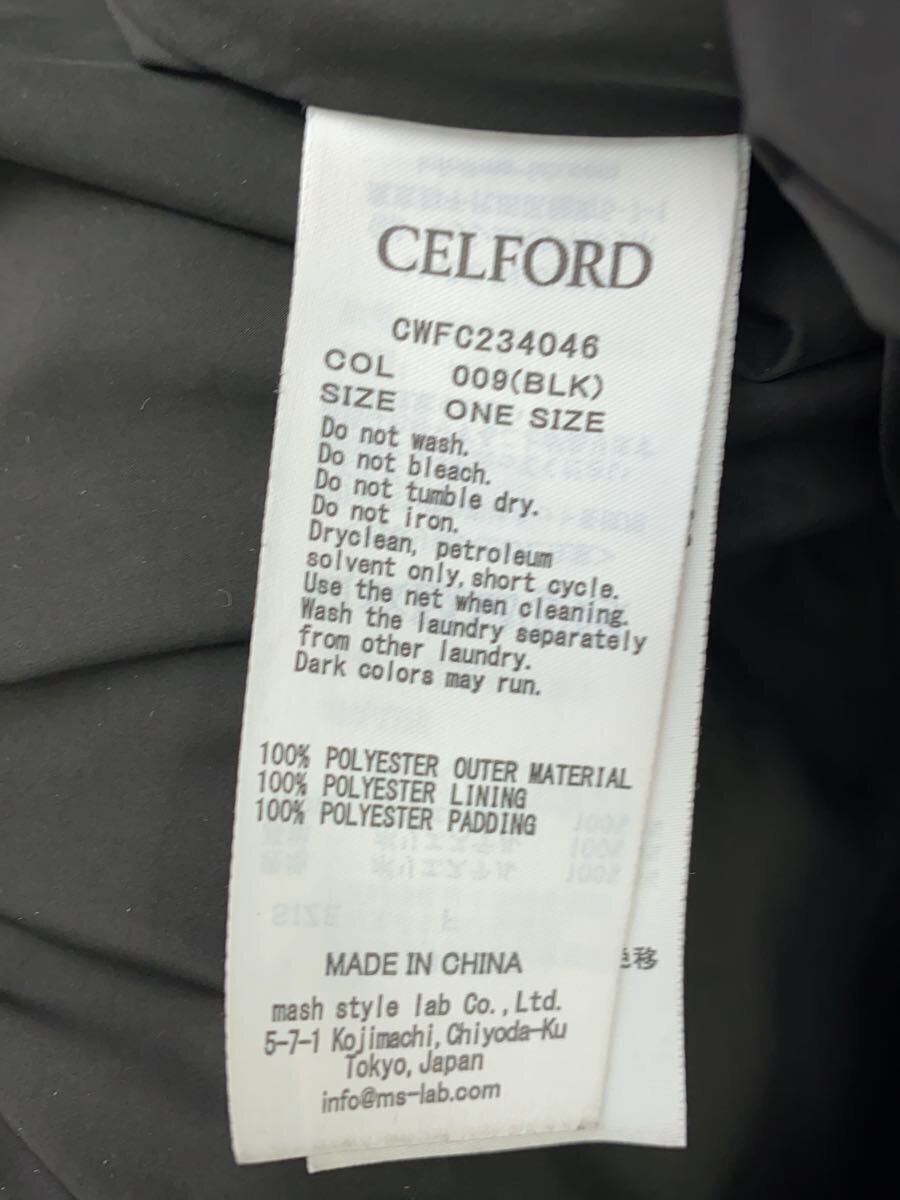 CELFORD
CWFC234046
COL 009(BLK)
SIZE ONE SIZE
Do not wash.
Do not bleach.
Do not tumble dry.
Do not iron.
Dryclean, petroleum
solvent only, short cycle.
Use the net when cleaning.
Wash the laundry separately
from other laundry.
Dark colors may run.
100% POLYESTER OUTER MATERIAL
100% POLYESTER LINING
100% POLYESTER PADDING
MADE IN CHINA
mash style lab Co., Ltd.
5-7-1 Kojimachi, Chiyoda-Ku
Tokyo, Japan
info@ms-lab.com
移